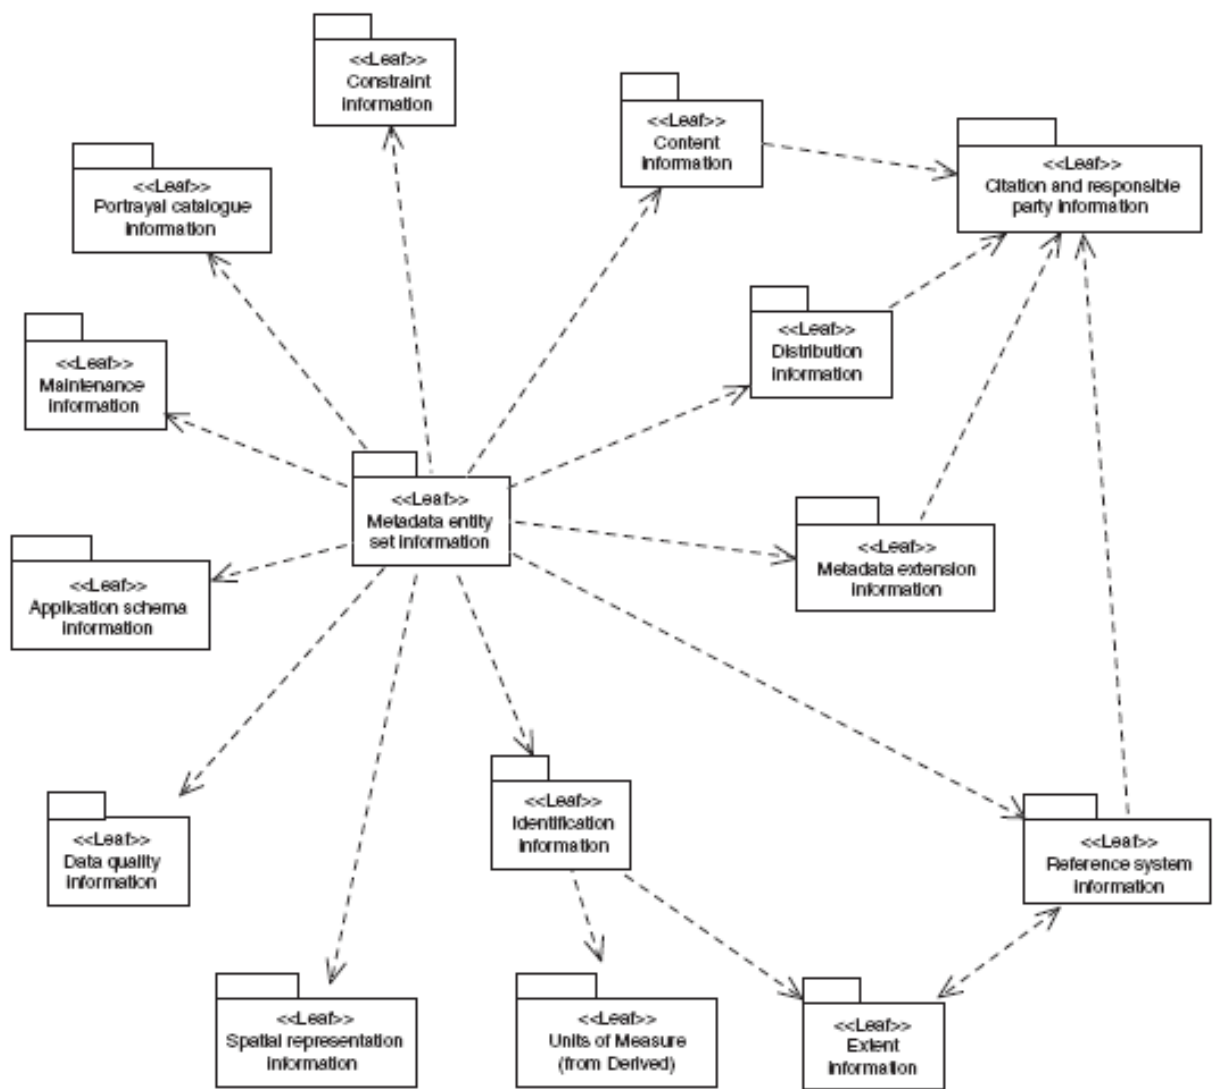 <<Leaf>>
Constraint
information
<<Leaf>>
Content
information
<<Leaf>>
Citation and responsible
party information
<<Leaf>>
Portrayal catalogue
information
<<Leaf>>
Distribution
information
<<Leaf>>
Maintenance
information
<<Leaf>>
Metadata entity
set information
<<Leaf>>
Metadata extension
information
<<Leaf>>
Application schema
information
<<Leaf>>
Identification
information
<<Leaf>>
Data quality
information
<<Leaf>>
Reference system
information
<<Leaf>>
Spatial representation
information
<<Leaf>>
Units of Measure
(from Derived)
<<Leaf>>
Extent
information